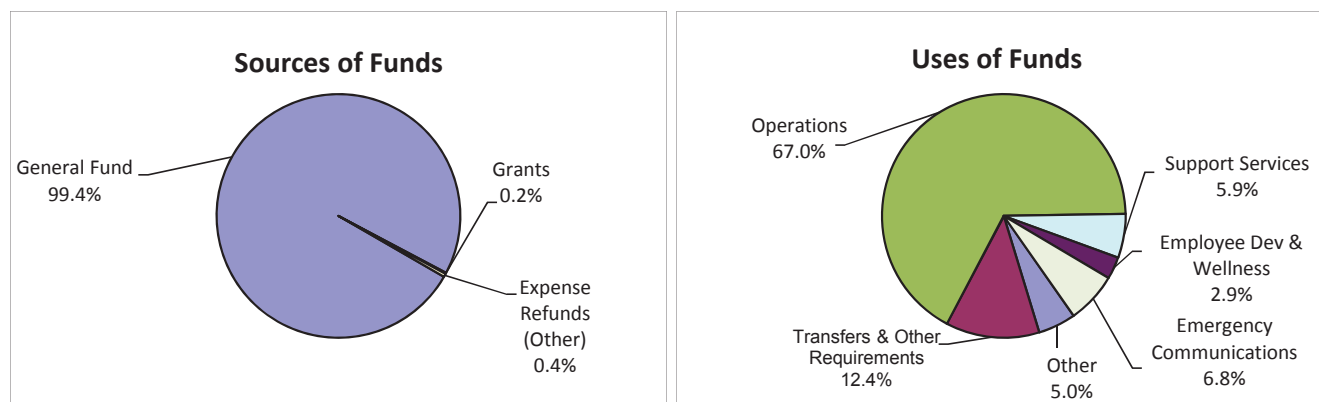 Sources of Funds
General Fund
99.4%
Grants
0.2%
Expense
Refunds
(Other)
0.4%
Uses of Funds
Operations
67.0%
Support Services
5.9%
Employee Dev &
Wellness
2.9%
Emergency
Communications
6.8%
Other
5.0%
Transfers & Other
Requirements
12.4%